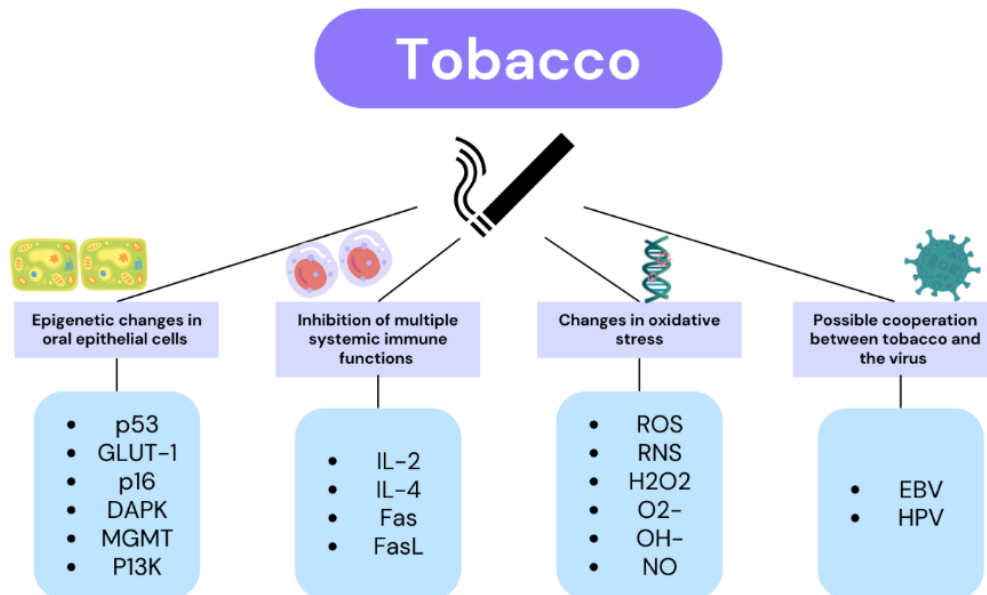 Tobacco
Epigenetic changes in
oral epithelial cells
Inhibition of multiple
systemic immune
functions
Changes in oxidative
stress
Possible cooperation
between tobacco and
the virus
• p53
• GLUT-1
• p16
• DAPK
• MGMT
• P13K
• IL-2
• IL-4
• Fas
• FasL
• ROS
• RNS
• H2O2
• O2-
• OH-
• NO
• EBV
• HPV